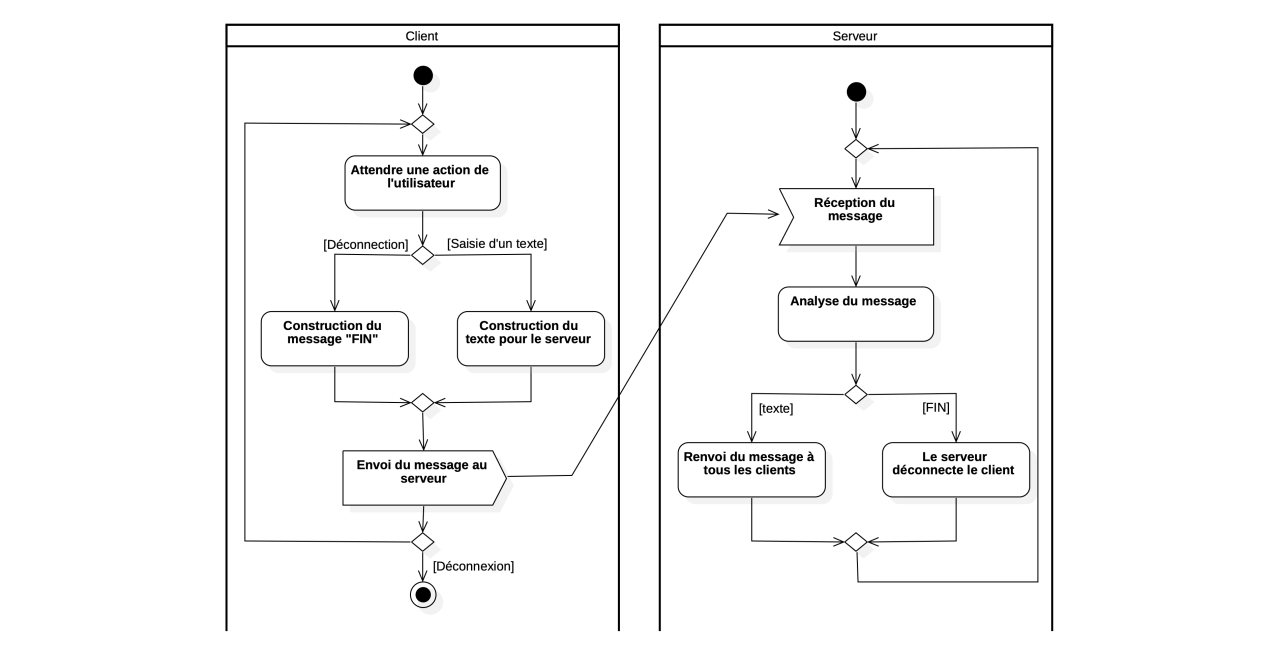 Client
Attendre une action de
l'utilisateur
[Déconnection]
[Saisie d'un texte]
Construction du
message "FIN"
Construction du
texte pour le serveur
Envoi du message au
serveur
[Déconnexion]
Serveur
Réception du
message
Analyse du message
[texte]
[FIN]
Renvoi du message à
tous les clients
Le serveur
déconnecte le client